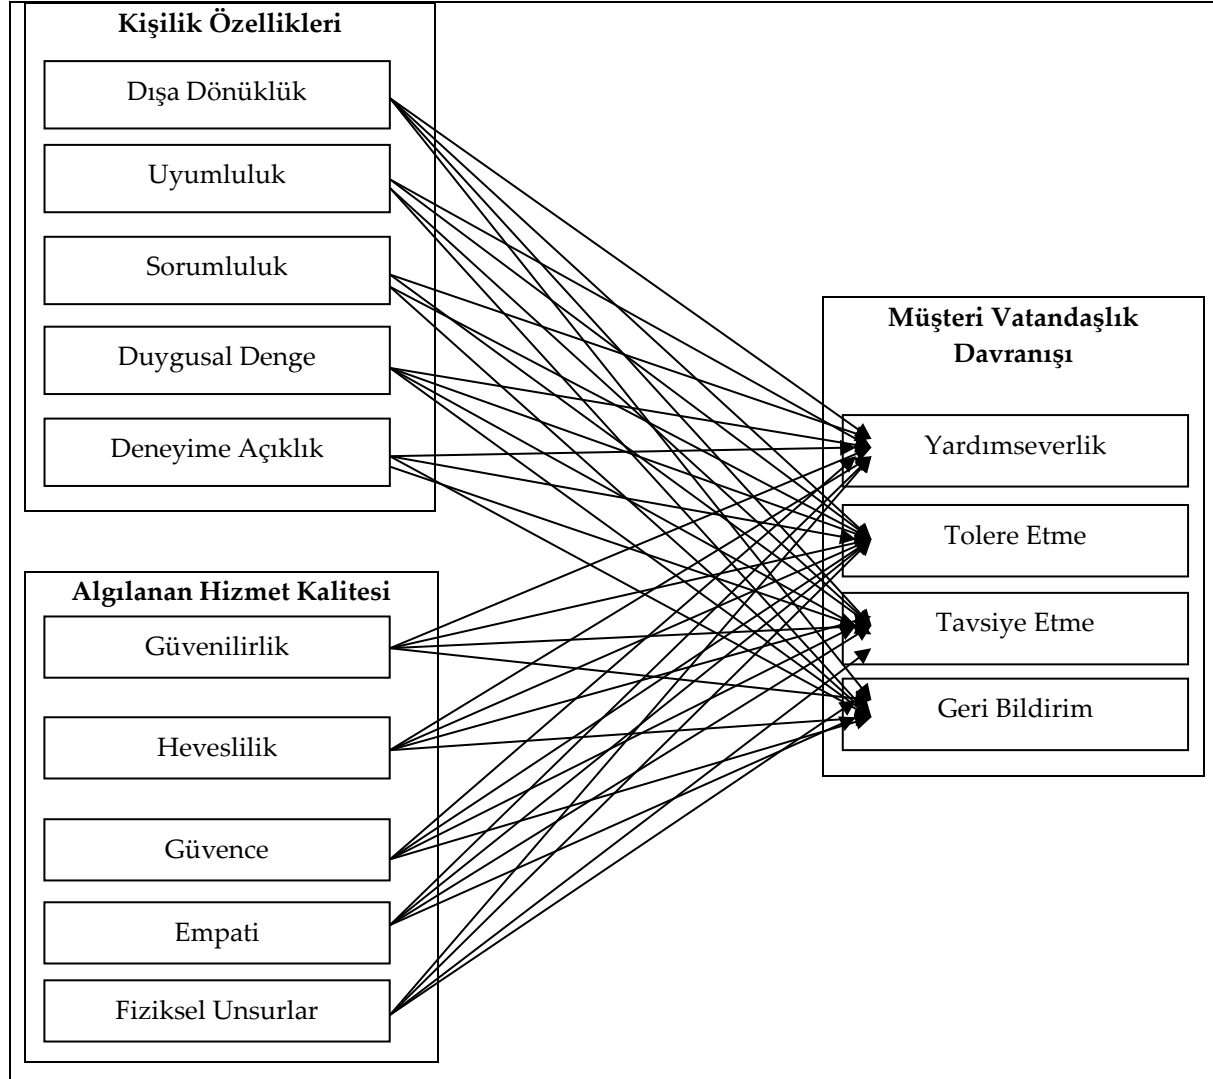 Kişilik Özellikleri
Dışa Dönüklük
Uyumluluk
Sorumluluk
Duygusal Denge
Deneyime Açıklık
Algılanan Hizmet Kalitesi
Güvenilirlik
Heveslilik
Güvence
Empati
Fiziksel Unsurlar
Müşteri Vatandaşlık
Davranışı
Yardımseverlik
Tolere Etme
Tavsiye Etme
Geri Bildirim